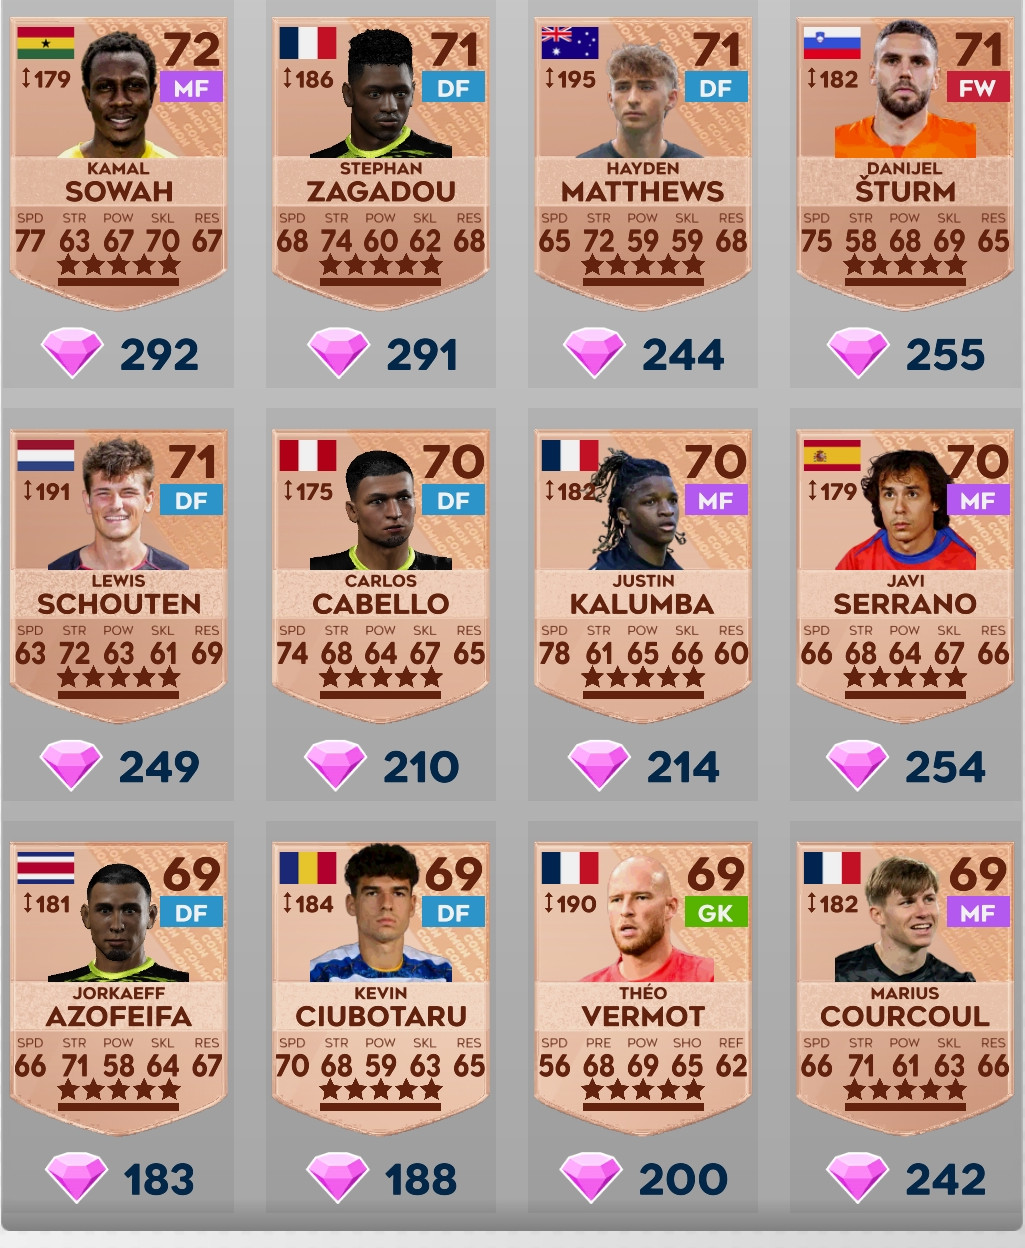 72
179
MF
KAMAL
SOWAH
SPD STR POW SKL RES
77 63 67 70 67
292
71
186
DF
STEPHAN
ZAGADOU
SPD STR POW SKL RES
68 74 60 62 68
291
71
195
DF
HAYDEN
MATTHEWS
SPD STR POW SKL RES
65 72 59 59 68
244
71
182
FW
DANIJEL
ŠTURM
SPD STR POW SKL RES
75 58 68 69 65
255
71
191
DF
LEWIS
SCHOUTEN
SPD STR POW SKL RES
63 72 63 61 69
249
70
175
DF
CARLOS
CABELLO
SPD STR POW SKL RES
74 68 64 67 65
210
70
182
MF
JUSTIN
KALUMBA
SPD STR POW SKL RES
78 61 65 66 60
214
70
179
MF
JAVI
SERRANO
SPD STR POW SKL RES
66 68 64 67 66
254
69
181
DF
JORKAEFF
AZOFEIFA
SPD STR POW SKL RES
66 71 58 64 67
183
69
184
DF
KEVIN
CIUBOTARU
SPD STR POW SKL RES
70 68 59 63 65
188
69
190
GK
THÉO
VERMOT
SPD PRE POW SHO REF
56 68 69 65 62
200
69
182
MF
MARIUS
COURCOUL
SPD STR POW SKL RES
66 71 61 63 66
242